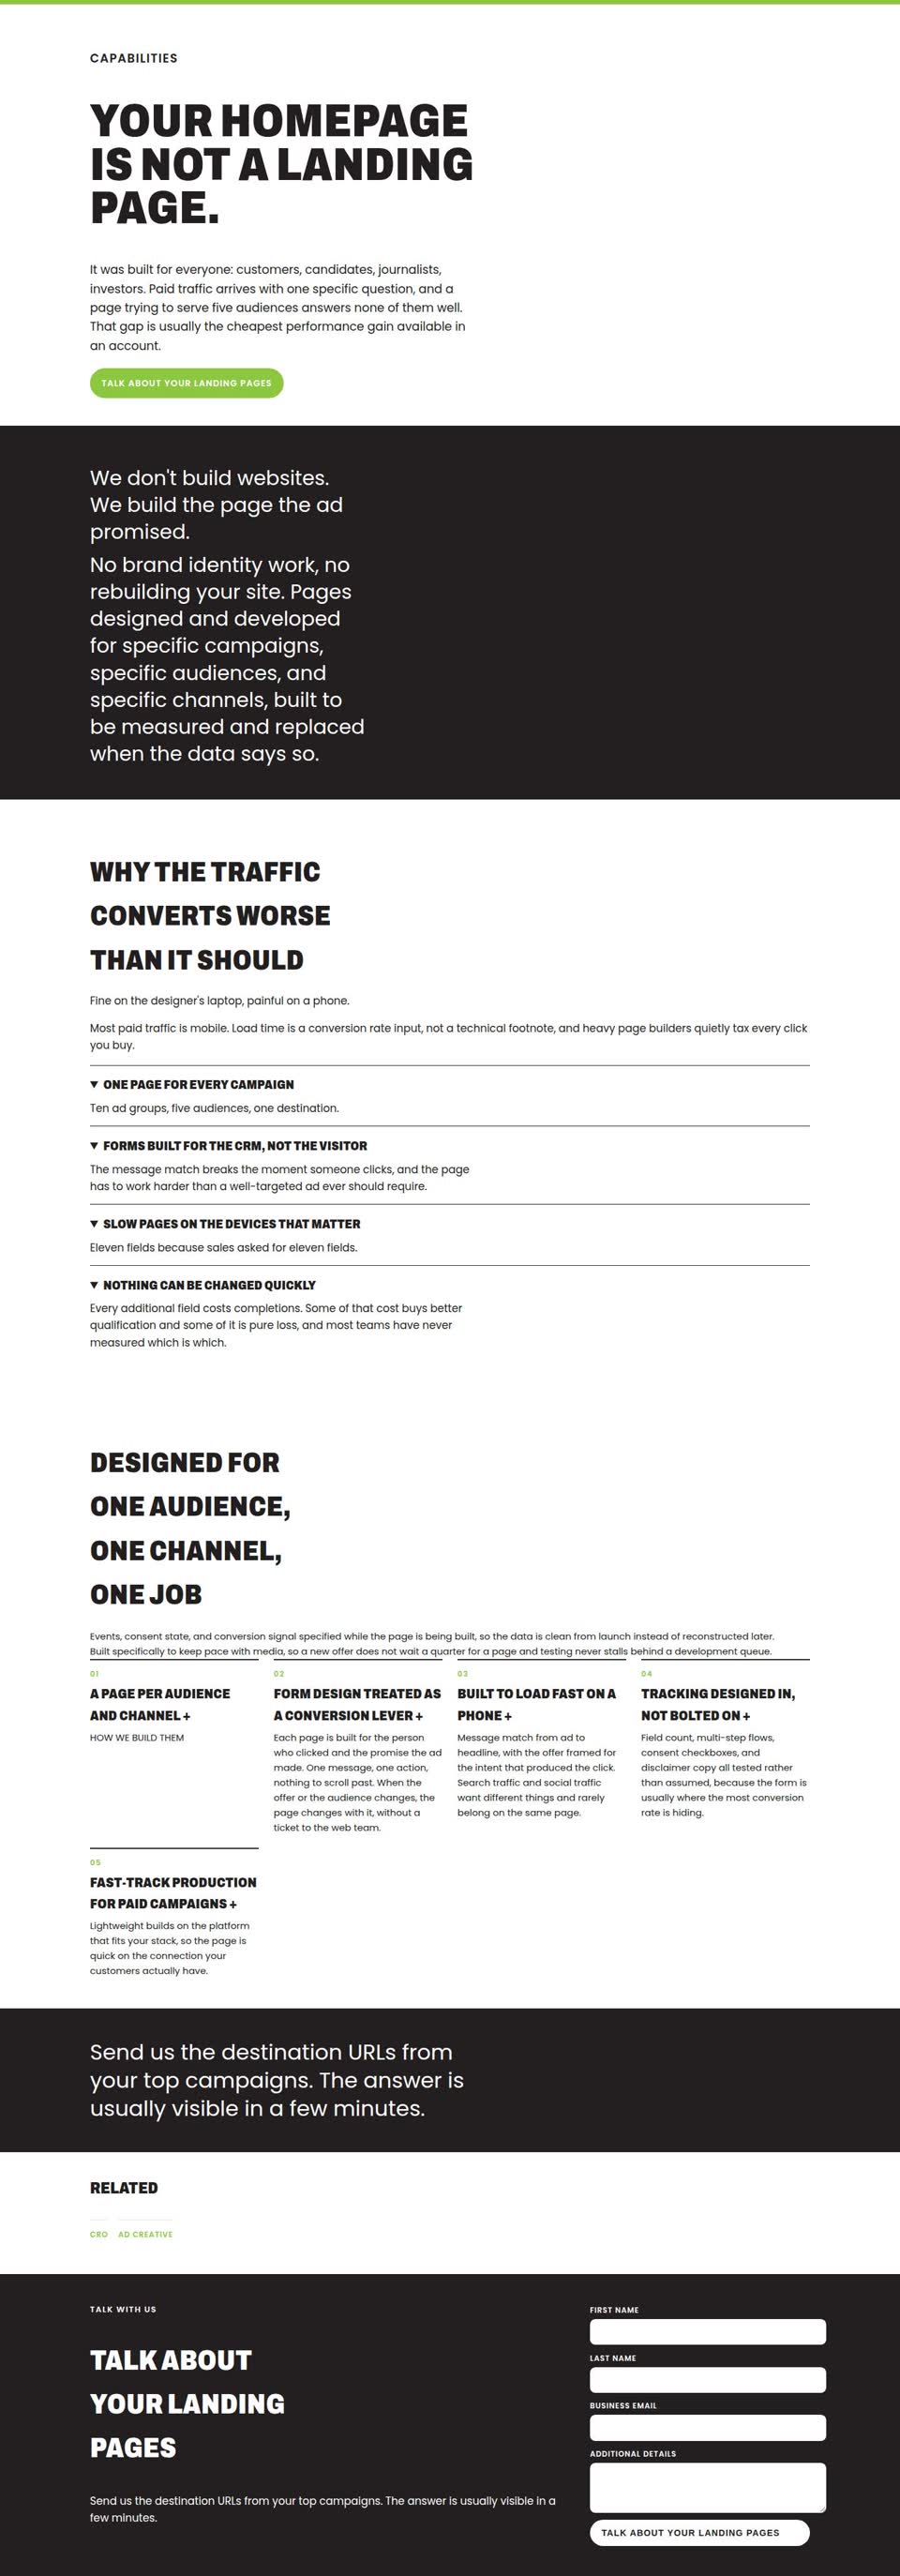 CAPABILITIES
YOUR HOMEPAGE
IS NOT A LANDING
PAGE.
It was built for everyone: customers, candidates, journalists,
investors. Paid traffic arrives with one specific question, and a
page trying to serve five audiences answers none of them well.
That gap is usually the cheapest performance gain available in
an account.
TALK ABOUT YOUR LANDING PAGES
We don't build websites.
We build the page the ad
promised.
No brand identity work, no
rebuilding your site. Pages
designed and developed
for specific campaigns,
specific audiences, and
specific channels, built to
be measured and replaced
when the data says so.
WHY THE TRAFFIC
CONVERTS WORSE
THAN IT SHOULD
Fine on the designer's laptop, painful on a phone.
Most paid traffic is mobile. Load time is a conversion rate input, not a technical footnote, and heavy page builders quietly tax every click
you buy.
▼ ONE PAGE FOR EVERY CAMPAIGN
Ten ad groups, five audiences, one destination.
▼ FORMS BUILT FOR THE CRM, NOT THE VISITOR
The message match breaks the moment someone clicks, and the page
has to work harder than a well-targeted ad ever should require.
▼ SLOW PAGES ON THE DEVICES THAT MATTER
Eleven fields because sales asked for eleven fields.
▼ NOTHING CAN BE CHANGED QUICKLY
Every additional field costs completions. Some of that cost buys better
qualification and some of it is pure loss, and most teams have never
measured which is which.
DESIGNED FOR
ONE AUDIENCE,
ONE CHANNEL,
ONE JOB
Events, consent state, and conversion signal specified while the page is being built, so the data is clean from launch instead of reconstructed later.
Built specifically to keep pace with media, so a new offer does not wait a quarter for a page and testing never stalls behind a development queue.
01
A PAGE PER AUDIENCE
AND CHANNEL +
HOW WE BUILD THEM
02
FORM DESIGN TREATED AS
A CONVERSION LEVER +
Each page is built for the person
who clicked and the promise the ad
made. One message, one action,
nothing to scroll past. When the
offer or the audience changes, the
page changes with it, without a
ticket to the web team.
03
BUILT TO LOAD FAST ON A
PHONE +
Message match from ad to
headline, with the offer framed for
the intent that produced the click.
Search traffic and social traffic
want different things and rarely
belong on the same page.
04
TRACKING DESIGNED IN,
NOT BOLTED ON +
Field count, multi-step flows,
consent checkboxes, and
disclaimer copy all tested rather
than assumed, because the form is
usually where the most conversion
rate is hiding.
05
FAST-TRACK PRODUCTION
FOR PAID CAMPAIGNS +
Lightweight builds on the platform
that fits your stack, so the page is
quick on the connection your
customers actually have.
Send us the destination URLs from
your top campaigns. The answer is
usually visible in a few minutes.
RELATED
CRO AD CREATIVE
TALK WITH US
TALK ABOUT
YOUR LANDING
PAGES
Send us the destination URLs from your top campaigns. The answer is usually visible in a
few minutes.
FIRST NAME
LAST NAME
BUSINESS EMAIL
ADDITIONAL DETAILS
TALK ABOUT YOUR LANDING PAGES